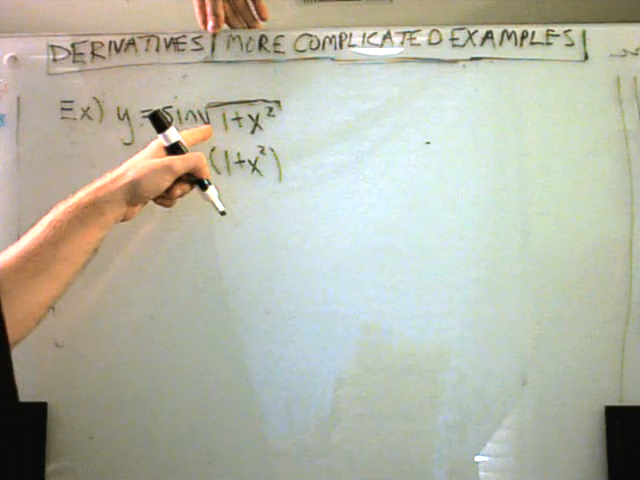 DERIVATIVES | MORE COMPLICATED EXAMPLES
Ex) y = sin√1+x²
(1+x²)